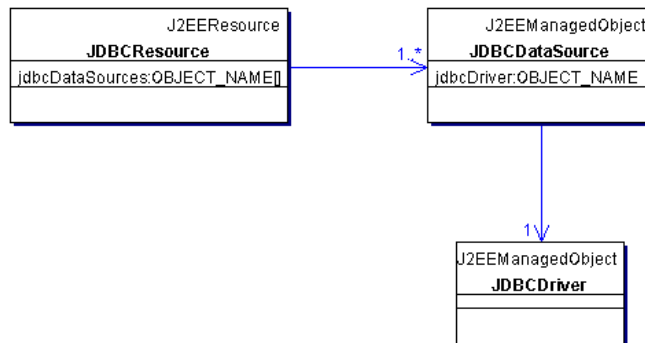 J2EEResource
JDBCResource
jdbcDataSources:OBJECT_NAME[]
1..*
J2EEManagedObject
JDBCDataSource
jdbcDriver:OBJECT_NAME
1
J2EEManagedObject
JDBCDriver